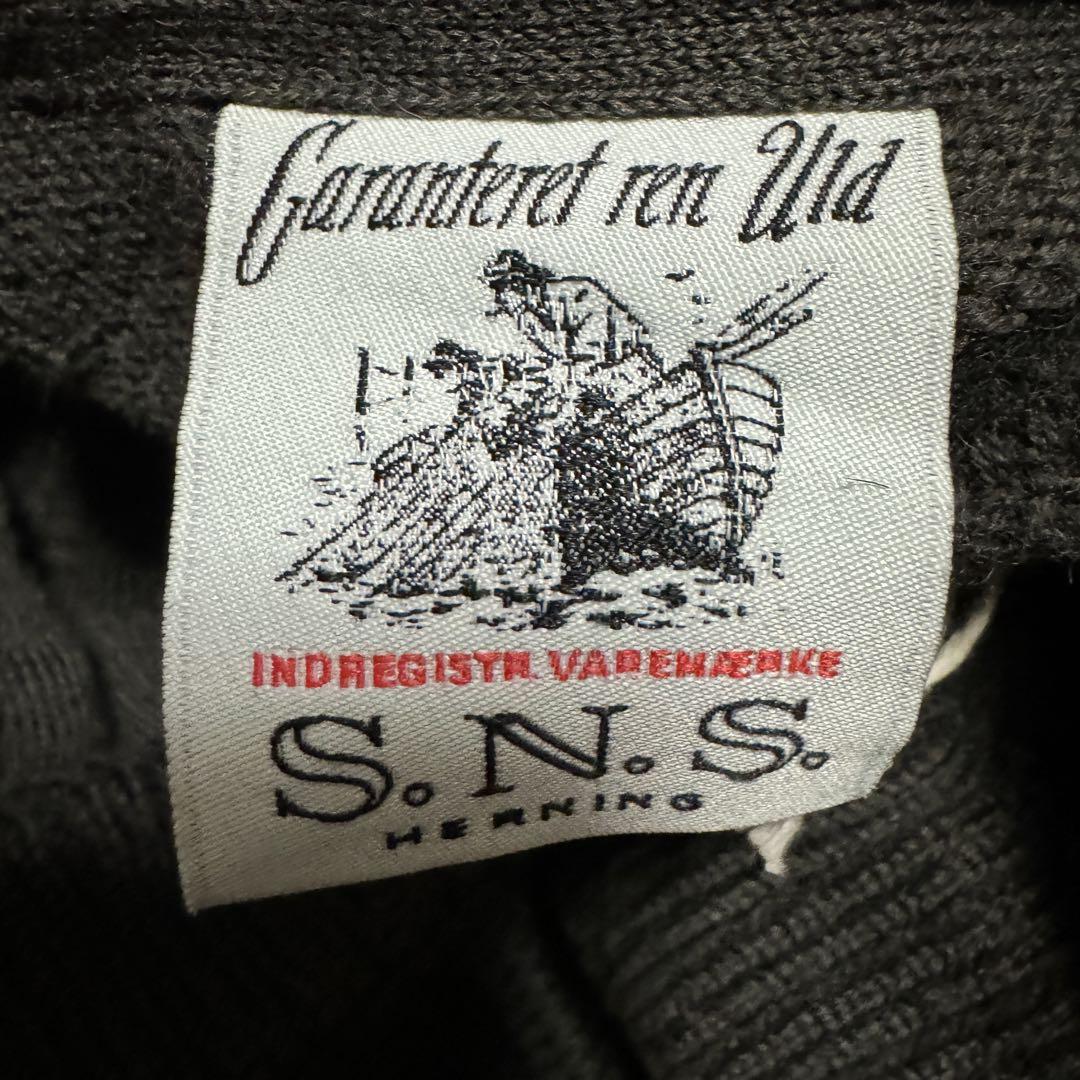 Garanteret ren Uld
INDREGISTR. VAREMÆRKE
S.N.S.
HERNING